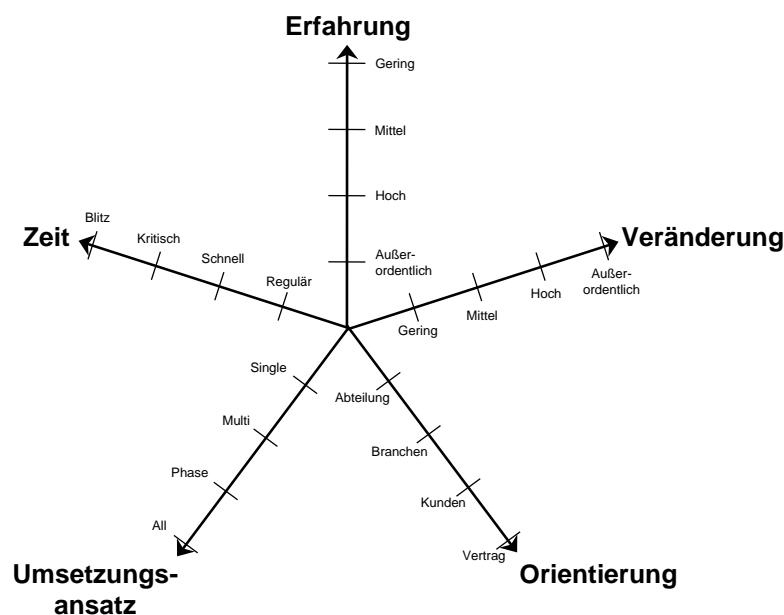 Erfahrung
Gering
Mittel
Hoch
Außer-
ordentlich
Zeit
Blitz
Kritisch
Schnell
Regulär
Veränderung
Gering
Mittel
Hoch
Außer-
ordentlich
Single
Multi
Phase
All
Umsetzungs-
ansatz
Abteilung
Branchen
Kunden
Vertrag
Orientierung